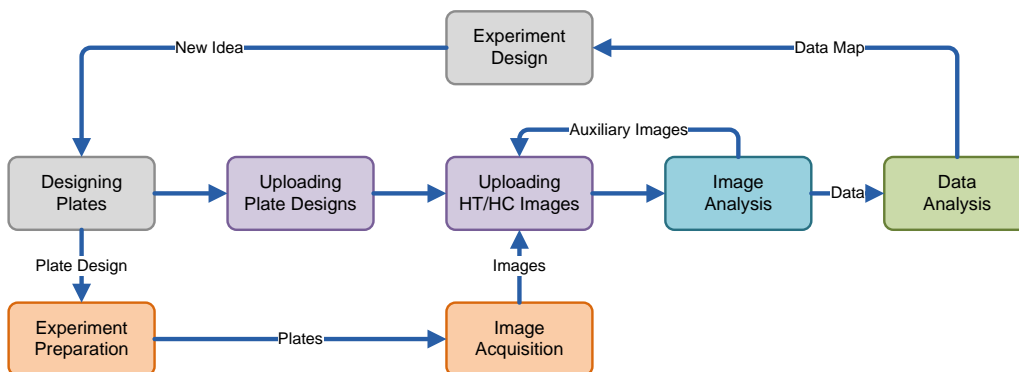 Experiment
Design
New Idea
Data Map
Auxiliary Images
Designing
Plates
Uploading
Plate Designs
Uploading
HT/HC Images
Image
Analysis
Data
Data
Analysis
Plate Design
Images
Experiment
Preparation
Plates
Image
Acquisition